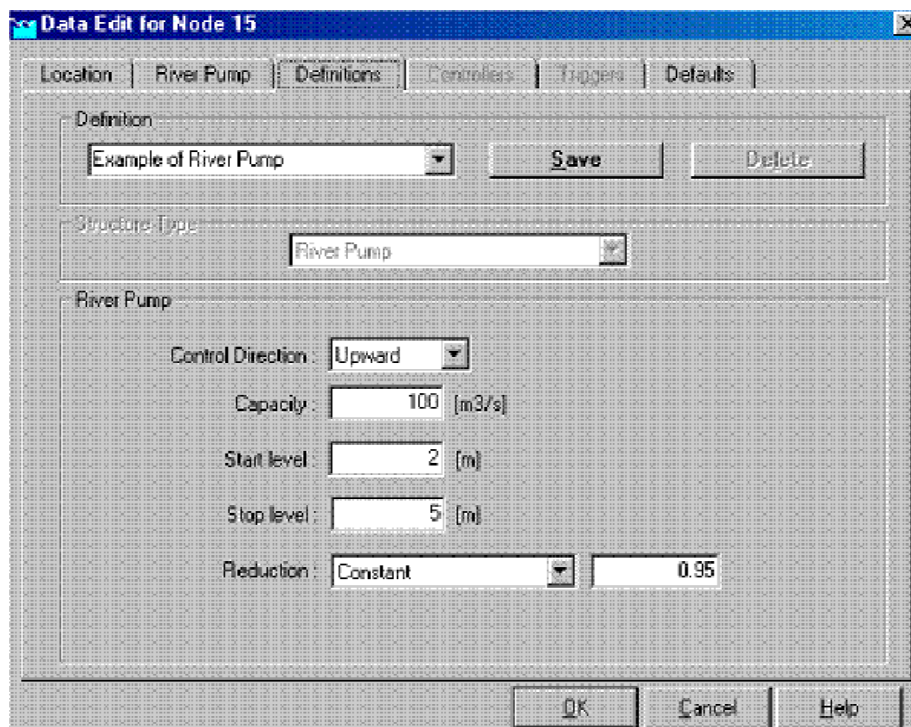 Data Edit for Node 15
Location River Pump Definitions Controllers Triggers Defaults
Definition
Example of River Pump Save Delete
Structure Type
River Pump
River Pump
Control Direction : Upward
Capacity : 100 [m3/s]
Start level : 2 [m]
Stop level : 5 [m]
Reduction : Constant 0.95
OK Cancel Help